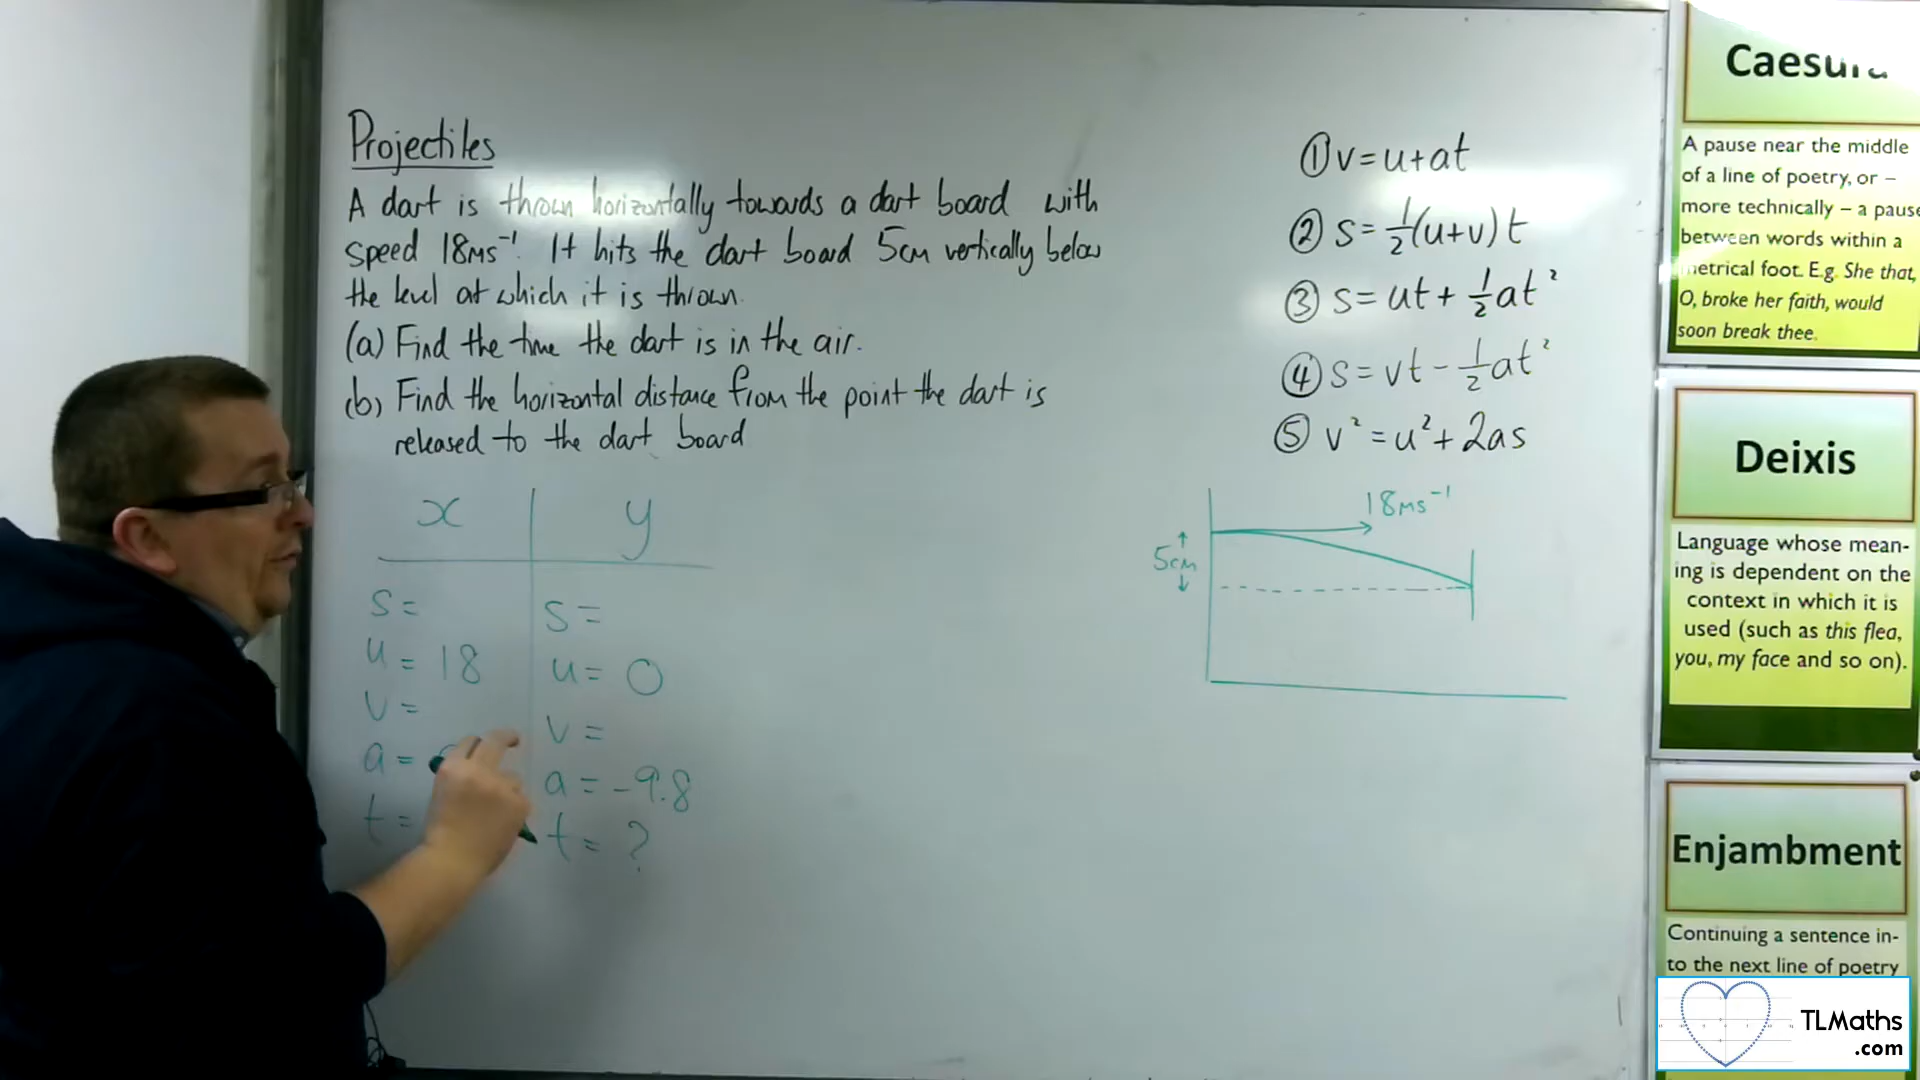 Projectiles
A dart is thrown horizontally towards a dart board with
speed 18ms⁻¹. It hits the dart board 5cm vertically below
the level at which it is thrown.
(a) Find the time the dart is in the air.
(b) Find the horizontal distance from the point the dart is
released to the dart board
x y
s=
u= 18
v=
a=
t=
s=
u= 0
v=
a= -9.8
t= ?
① v=u+at
② s=½(u+v)t
③ s=ut+½at²
④ s=vt-½at²
⑤ v²=u²+2as
18ms⁻¹
5cm
A pause near the middle
of a line of poetry, or –
more technically – a pause
between words within a
metrical foot. E.g. She that,
O, broke her faith, would
soon break thee.
Deixis
Language whose mean-
ing is dependent on the
context in which it is
used (such as this flea,
you, my face and so on).
Enjambment
Continuing a sentence in-
to the next line of poetry
TLMaths
.com